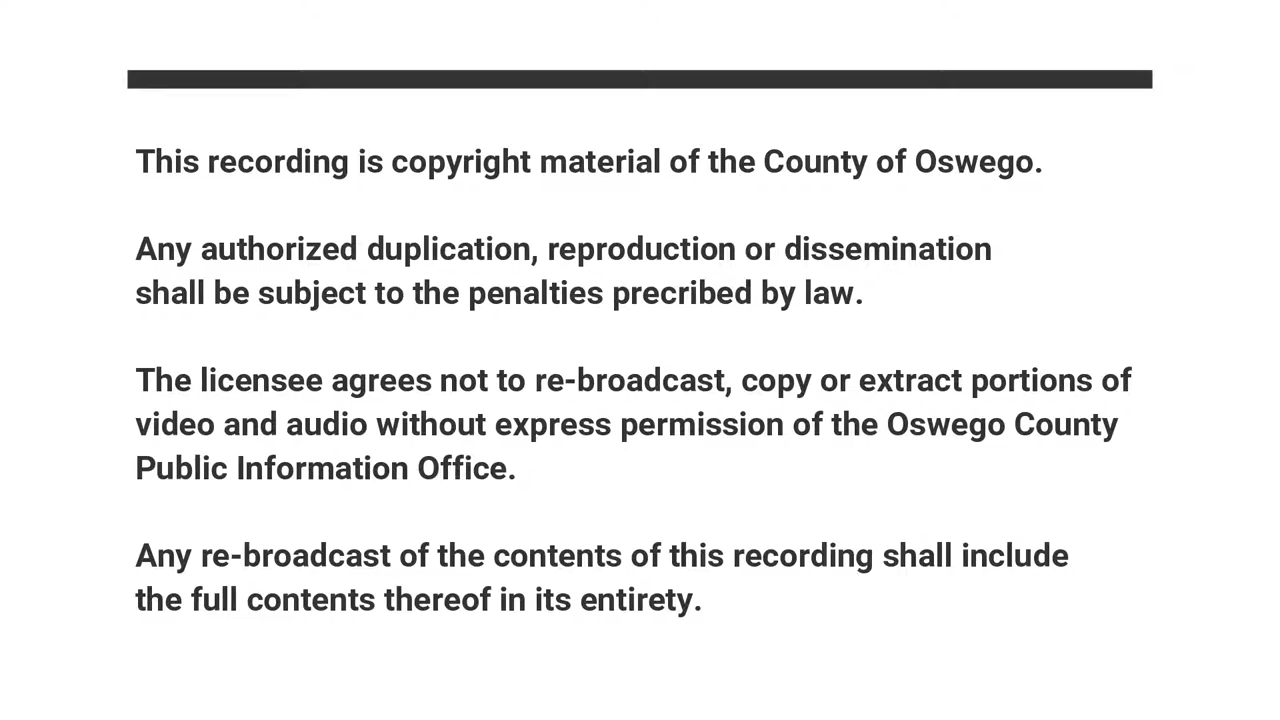 This recording is copyright material of the County of Oswego.
Any authorized duplication, reproduction or dissemination
shall be subject to the penalties precribed by law.
The licensee agrees not to re-broadcast, copy or extract portions of
video and audio without express permission of the Oswego County
Public Information Office.
Any re-broadcast of the contents of this recording shall include
the full contents thereof in its entirety.